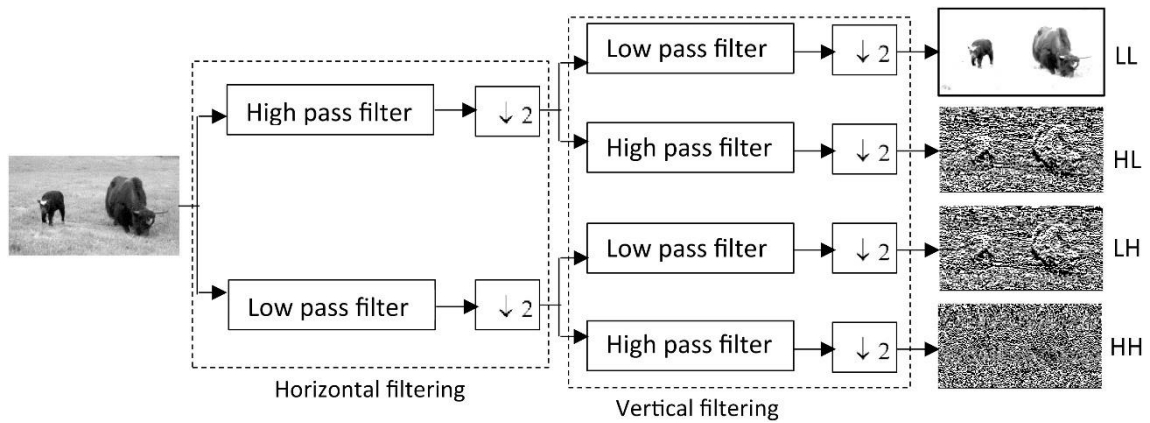 Low pass filter
↓ 2
LL
High pass filter
↓ 2
High pass filter
↓ 2
HL
Low pass filter
↓ 2
LH
Low pass filter
↓ 2
High pass filter
↓ 2
HH
Horizontal filtering
Vertical filtering